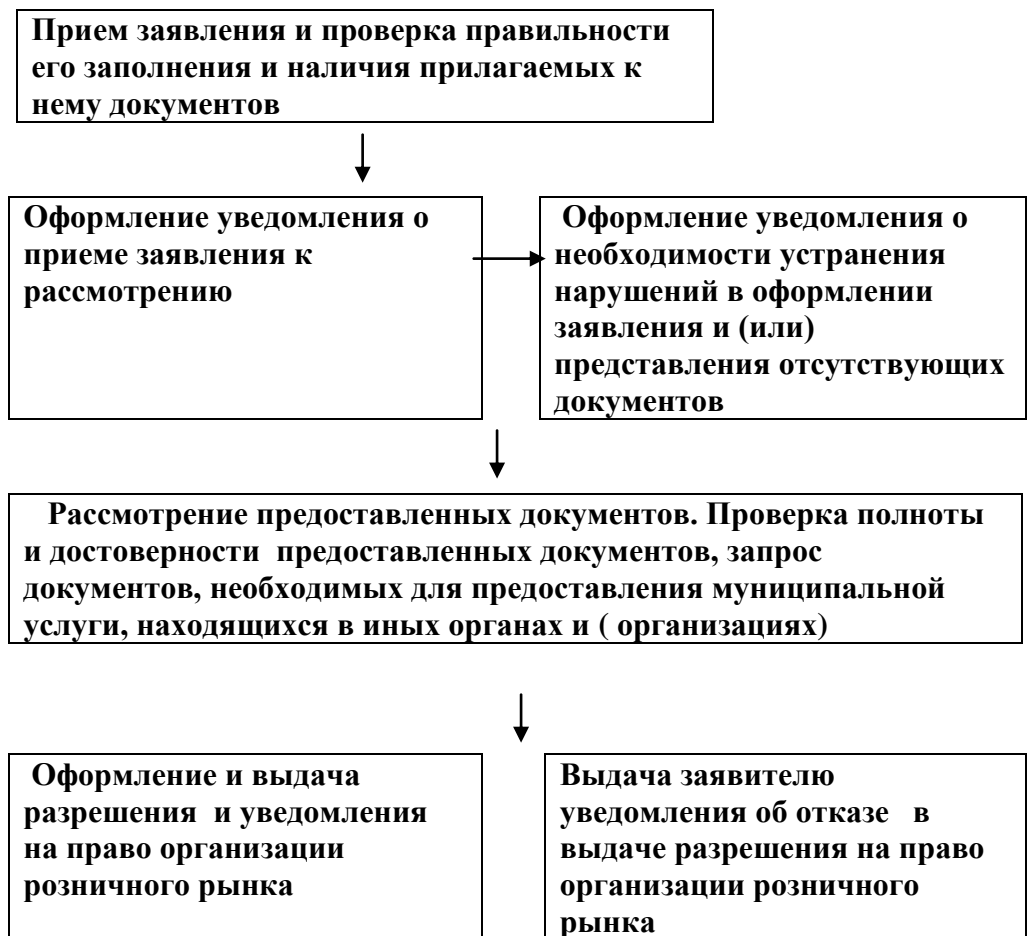 Прием заявления и проверка правильности
его заполнения и наличия прилагаемых к
нему документов
Оформление уведомления о
приеме заявления к
рассмотрению
Оформление уведомления о
необходимости устранения
нарушений в оформлении
заявления и (или)
представления отсутствующих
документов
Рассмотрение предоставленных документов. Проверка полноты
и достоверности предоставленных документов, запрос
документов, необходимых для предоставления муниципальной
услуги, находящихся в иных органах и ( организациях)
Оформление и выдача
разрешения и уведомления
на право организации
розничного рынка
Выдача заявителю
уведомления об отказе в
выдаче разрешения на право
организации розничного
рынка